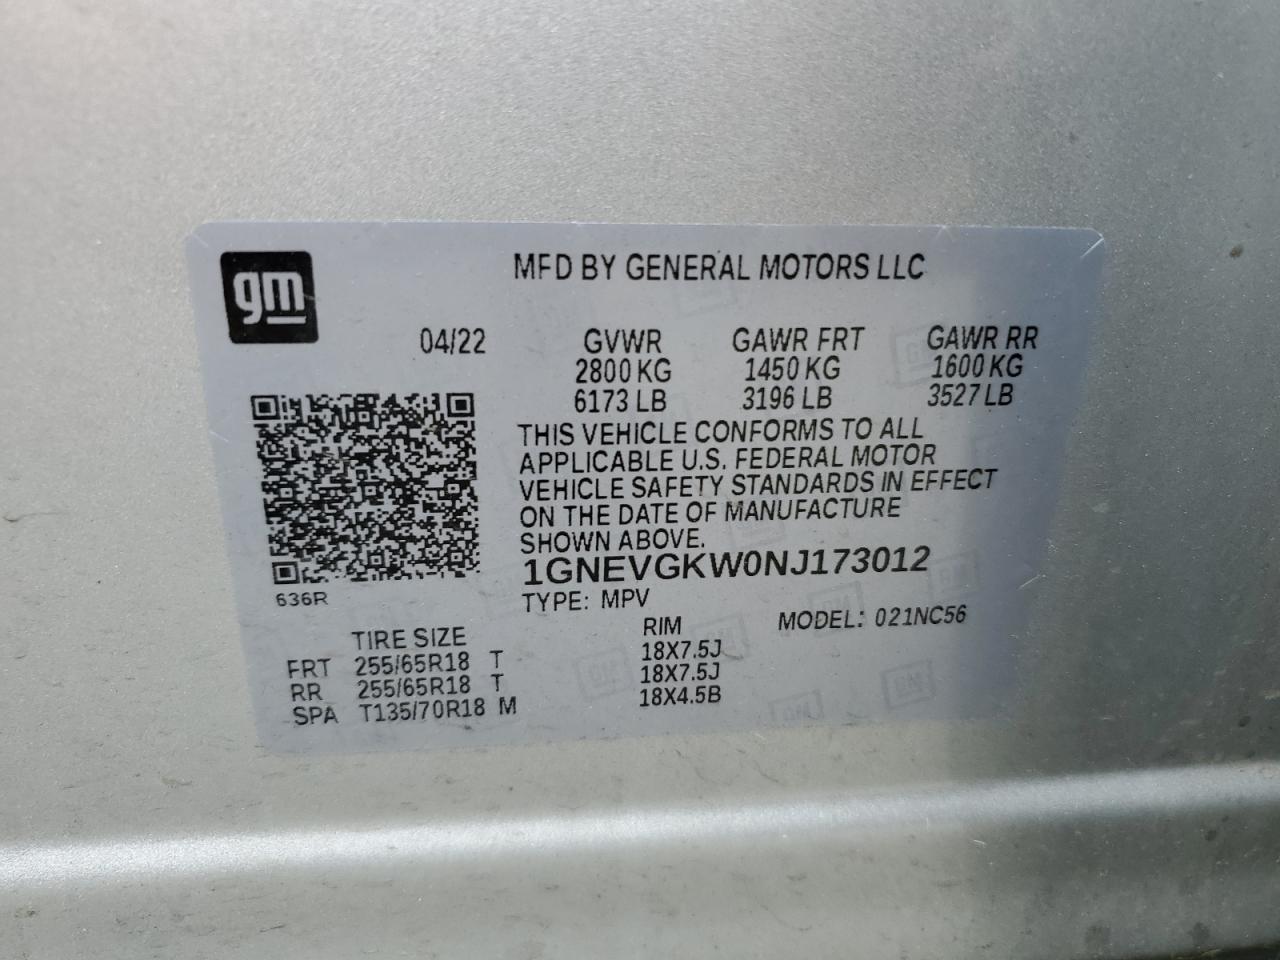 gm
MFD BY GENERAL MOTORS LLC
04/22 GVWR GAWR FRT GAWR RR
2800 KG 1450 KG 1600 KG
6173 LB 3196 LB 3527 LB
THIS VEHICLE CONFORMS TO ALL
APPLICABLE U.S. FEDERAL MOTOR
VEHICLE SAFETY STANDARDS IN EFFECT
ON THE DATE OF MANUFACTURE
SHOWN ABOVE.
1GNEVGKW0NJ173012
636R
TYPE: MPV MODEL: 021NC56
TIRE SIZE RIM
FRT 255/65R18 T 18X7.5J
RR 255/65R18 T 18X7.5J
SPA T135/70R18 M 18X4.5B